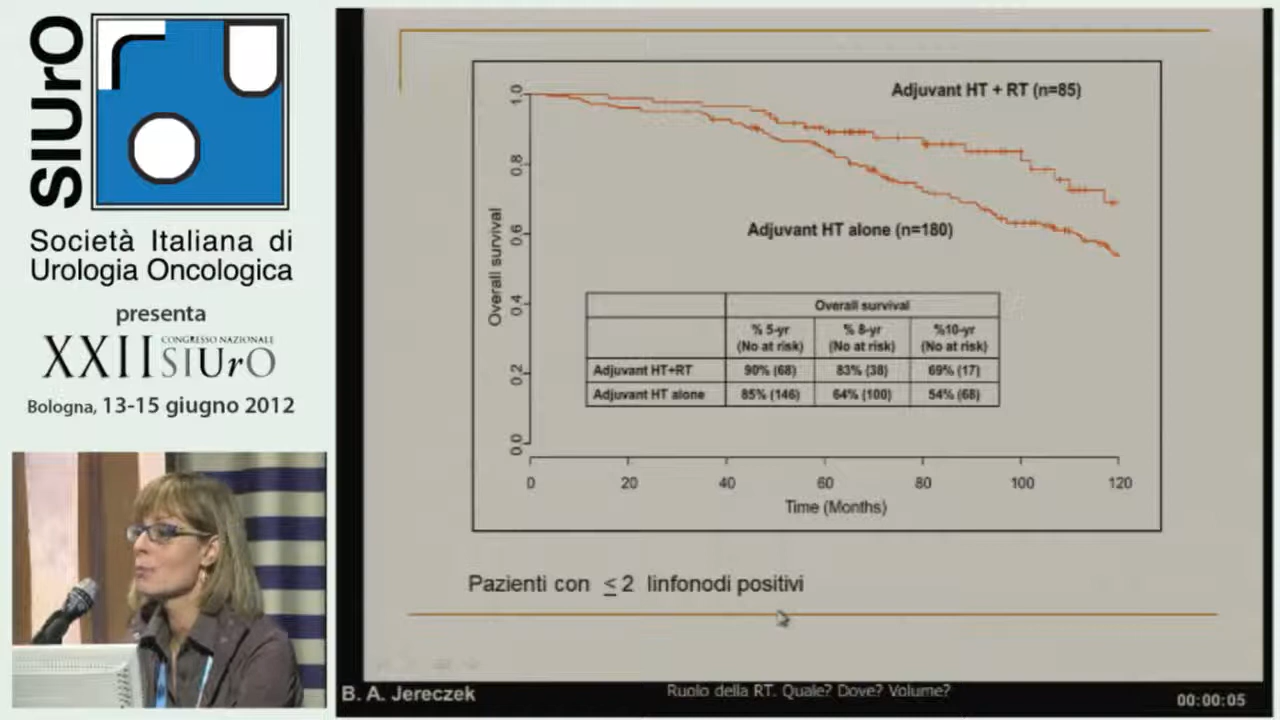 SIUrO
Società Italiana di
Urologia Oncologica
presenta
XXII CONGRESSO NAZIONALE
SIUrO
Bologna, 13-15 giugno 2012
Adjuvant HT + RT (n=85)
Adjuvant HT alone (n=180)
Overall survival
1.0
0.8
0.6
0.4
0.2
0.0
Overall survival
% 5-yr (No at risk)
% 8-yr (No at risk)
%10-yr (No at risk)
Adjuvant HT+RT 90% (68) 83% (38) 69% (17)
Adjuvant HT alone 85% (146) 64% (100) 54% (68)
0 20 40 60 80 100 120
Time (Months)
Pazienti con ≤ 2 linfonodi positivi
B. A. Jereczek
Ruolo della RT. Quale? Dove? Volume?
00:00:05